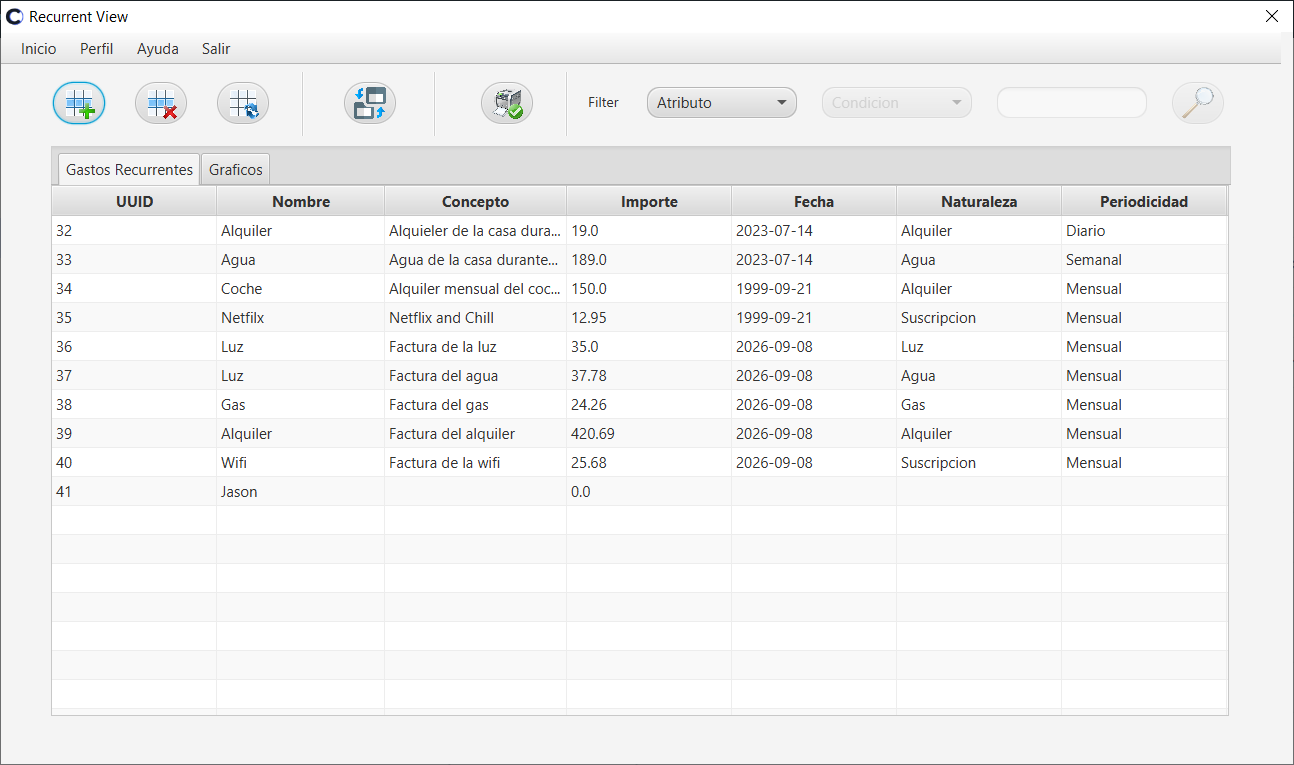 Recurrent View
Inicio Perfil Ayuda Salir
Filter Atributo Condicion
Gastos Recurrentes Graficos
UUID Nombre Concepto Importe Fecha Naturaleza Periodicidad
32 Alquiler Alquieler de la casa dura... 19.0 2023-07-14 Alquiler Diario
33 Agua Agua de la casa durante... 189.0 2023-07-14 Agua Semanal
34 Coche Alquiler mensual del coc... 150.0 1999-09-21 Alquiler Mensual
35 Netfilx Netflix and Chill 12.95 1999-09-21 Suscripcion Mensual
36 Luz Factura de la luz 35.0 2026-09-08 Luz Mensual
37 Luz Factura del agua 37.78 2026-09-08 Agua Mensual
38 Gas Factura del gas 24.26 2026-09-08 Gas Mensual
39 Alquiler Factura del alquiler 420.69 2026-09-08 Alquiler Mensual
40 Wifi Factura de la wifi 25.68 2026-09-08 Suscripcion Mensual
41 Jason 0.0